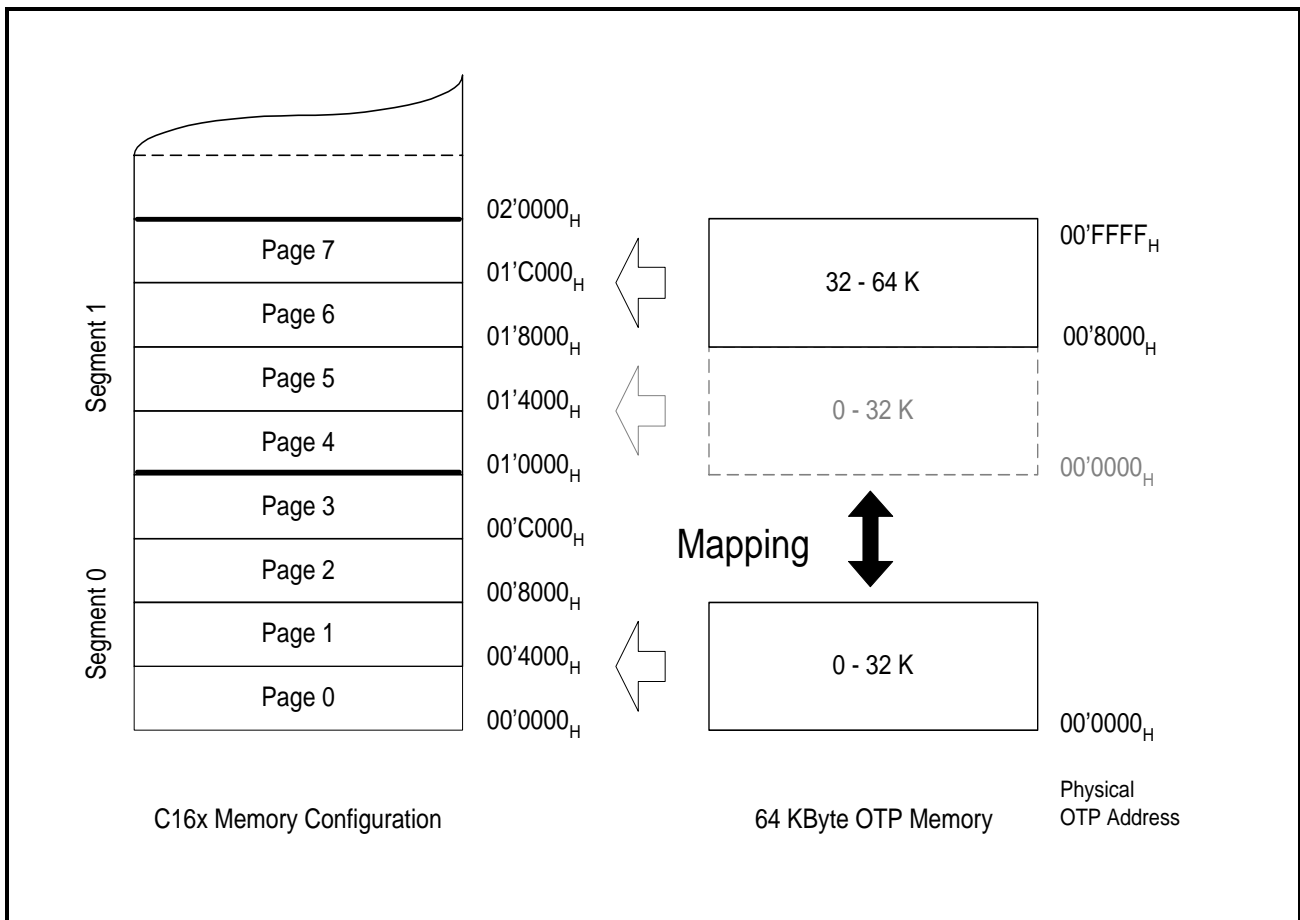 02’0000H
Page 7
00’FFFFH
01’C000H
32 - 64 K
Page 6
01’8000H
00’8000H
Segment 1
Page 5
01’4000H
0 - 32 K
Page 4
01’0000H
00’0000H
Page 3
00’C000H
Mapping
Page 2
00’8000H
Segment 0
Page 1
00’4000H
0 - 32 K
Page 0
00’0000H
00’0000H
C16x Memory Configuration
64 KByte OTP Memory
Physical
OTP Address